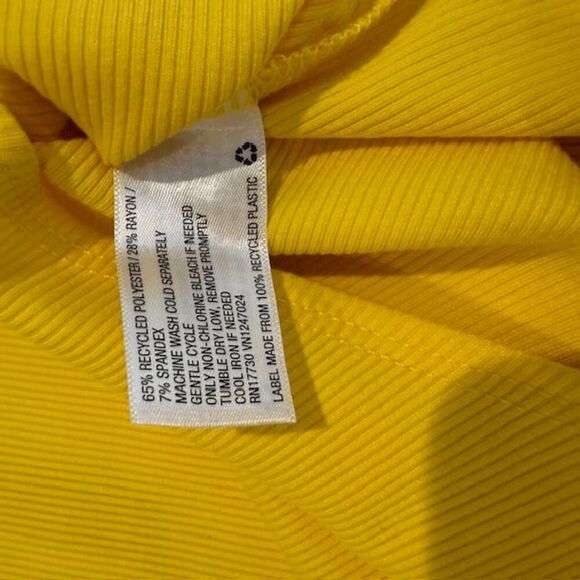 65% RECYCLED POLYESTER / 28% RAYON /
7% SPANDEX
MACHINE WASH COLD SEPARATELY
GENTLE CYCLE
ONLY NON-CHLORINE BLEACH IF NEEDED
TUMBLE DRY LOW, REMOVE PROMPTLY
COOL IRON IF NEEDED
RN17730 VN1247024
LABEL MADE FROM 100% RECYCLED PLASTIC